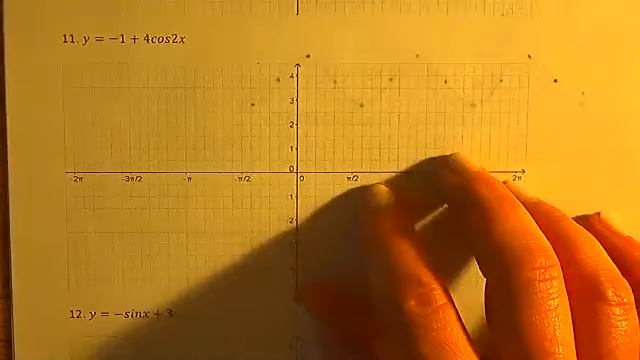 11. y = −1 + 4cos2x
4
3
2
1
0
-2π -3π/2 -π -π/2 0 π/2 2π
1
2
12. y = −sinx + 3